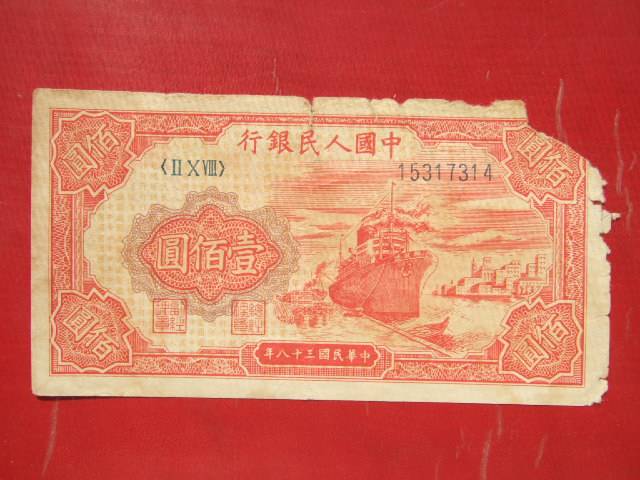 佰圓
中國人民銀行
佰圓
〈II X VIII〉
15317314
壹佰圓
佰圓
中華民國三十八年
佰圓